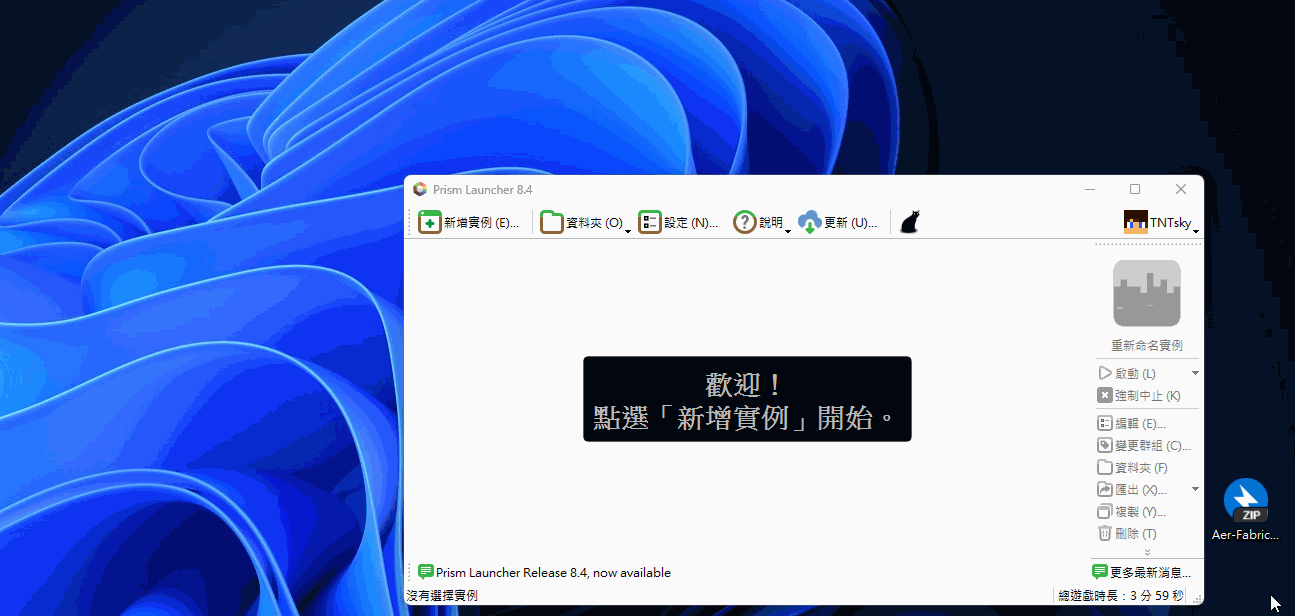 Prism Launcher 8.4
新增實例 (E)... 資料夾 (O) 設定 (N)... 說明 更新 (U)... TNTsky
重新命名實例
啟動 (L)
強制中止 (K)
歡迎！
點選「新增實例」開始。
編輯 (E)...
變更群組 (C)...
資料夾 (F)
匯出 (X)...
複製 (Y)...
刪除 (T)
ZIP
Aer-Fabric...
Prism Launcher Release 8.4, now available
更多最新消息...
沒有選擇實例
總遊戲時長：3 分 59 秒